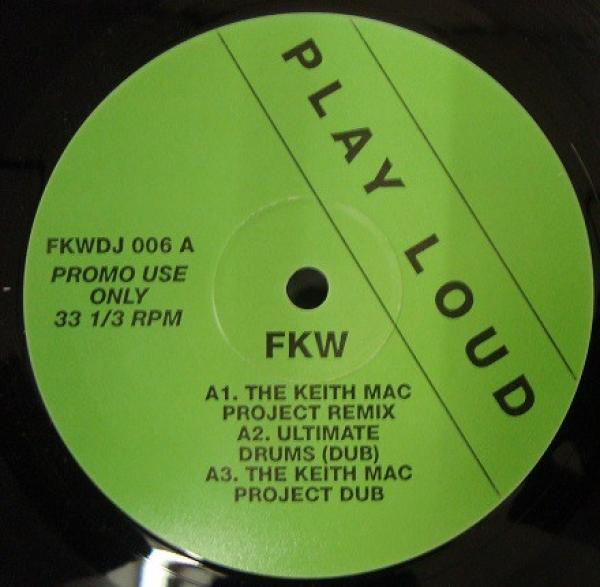 PLAY LOUD
FKWDJ 006 A
PROMO USE
ONLY
33 1/3 RPM
FKW
A1. THE KEITH MAC
PROJECT REMIX
A2. ULTIMATE
DRUMS (DUB)
A3. THE KEITH MAC
PROJECT DUB